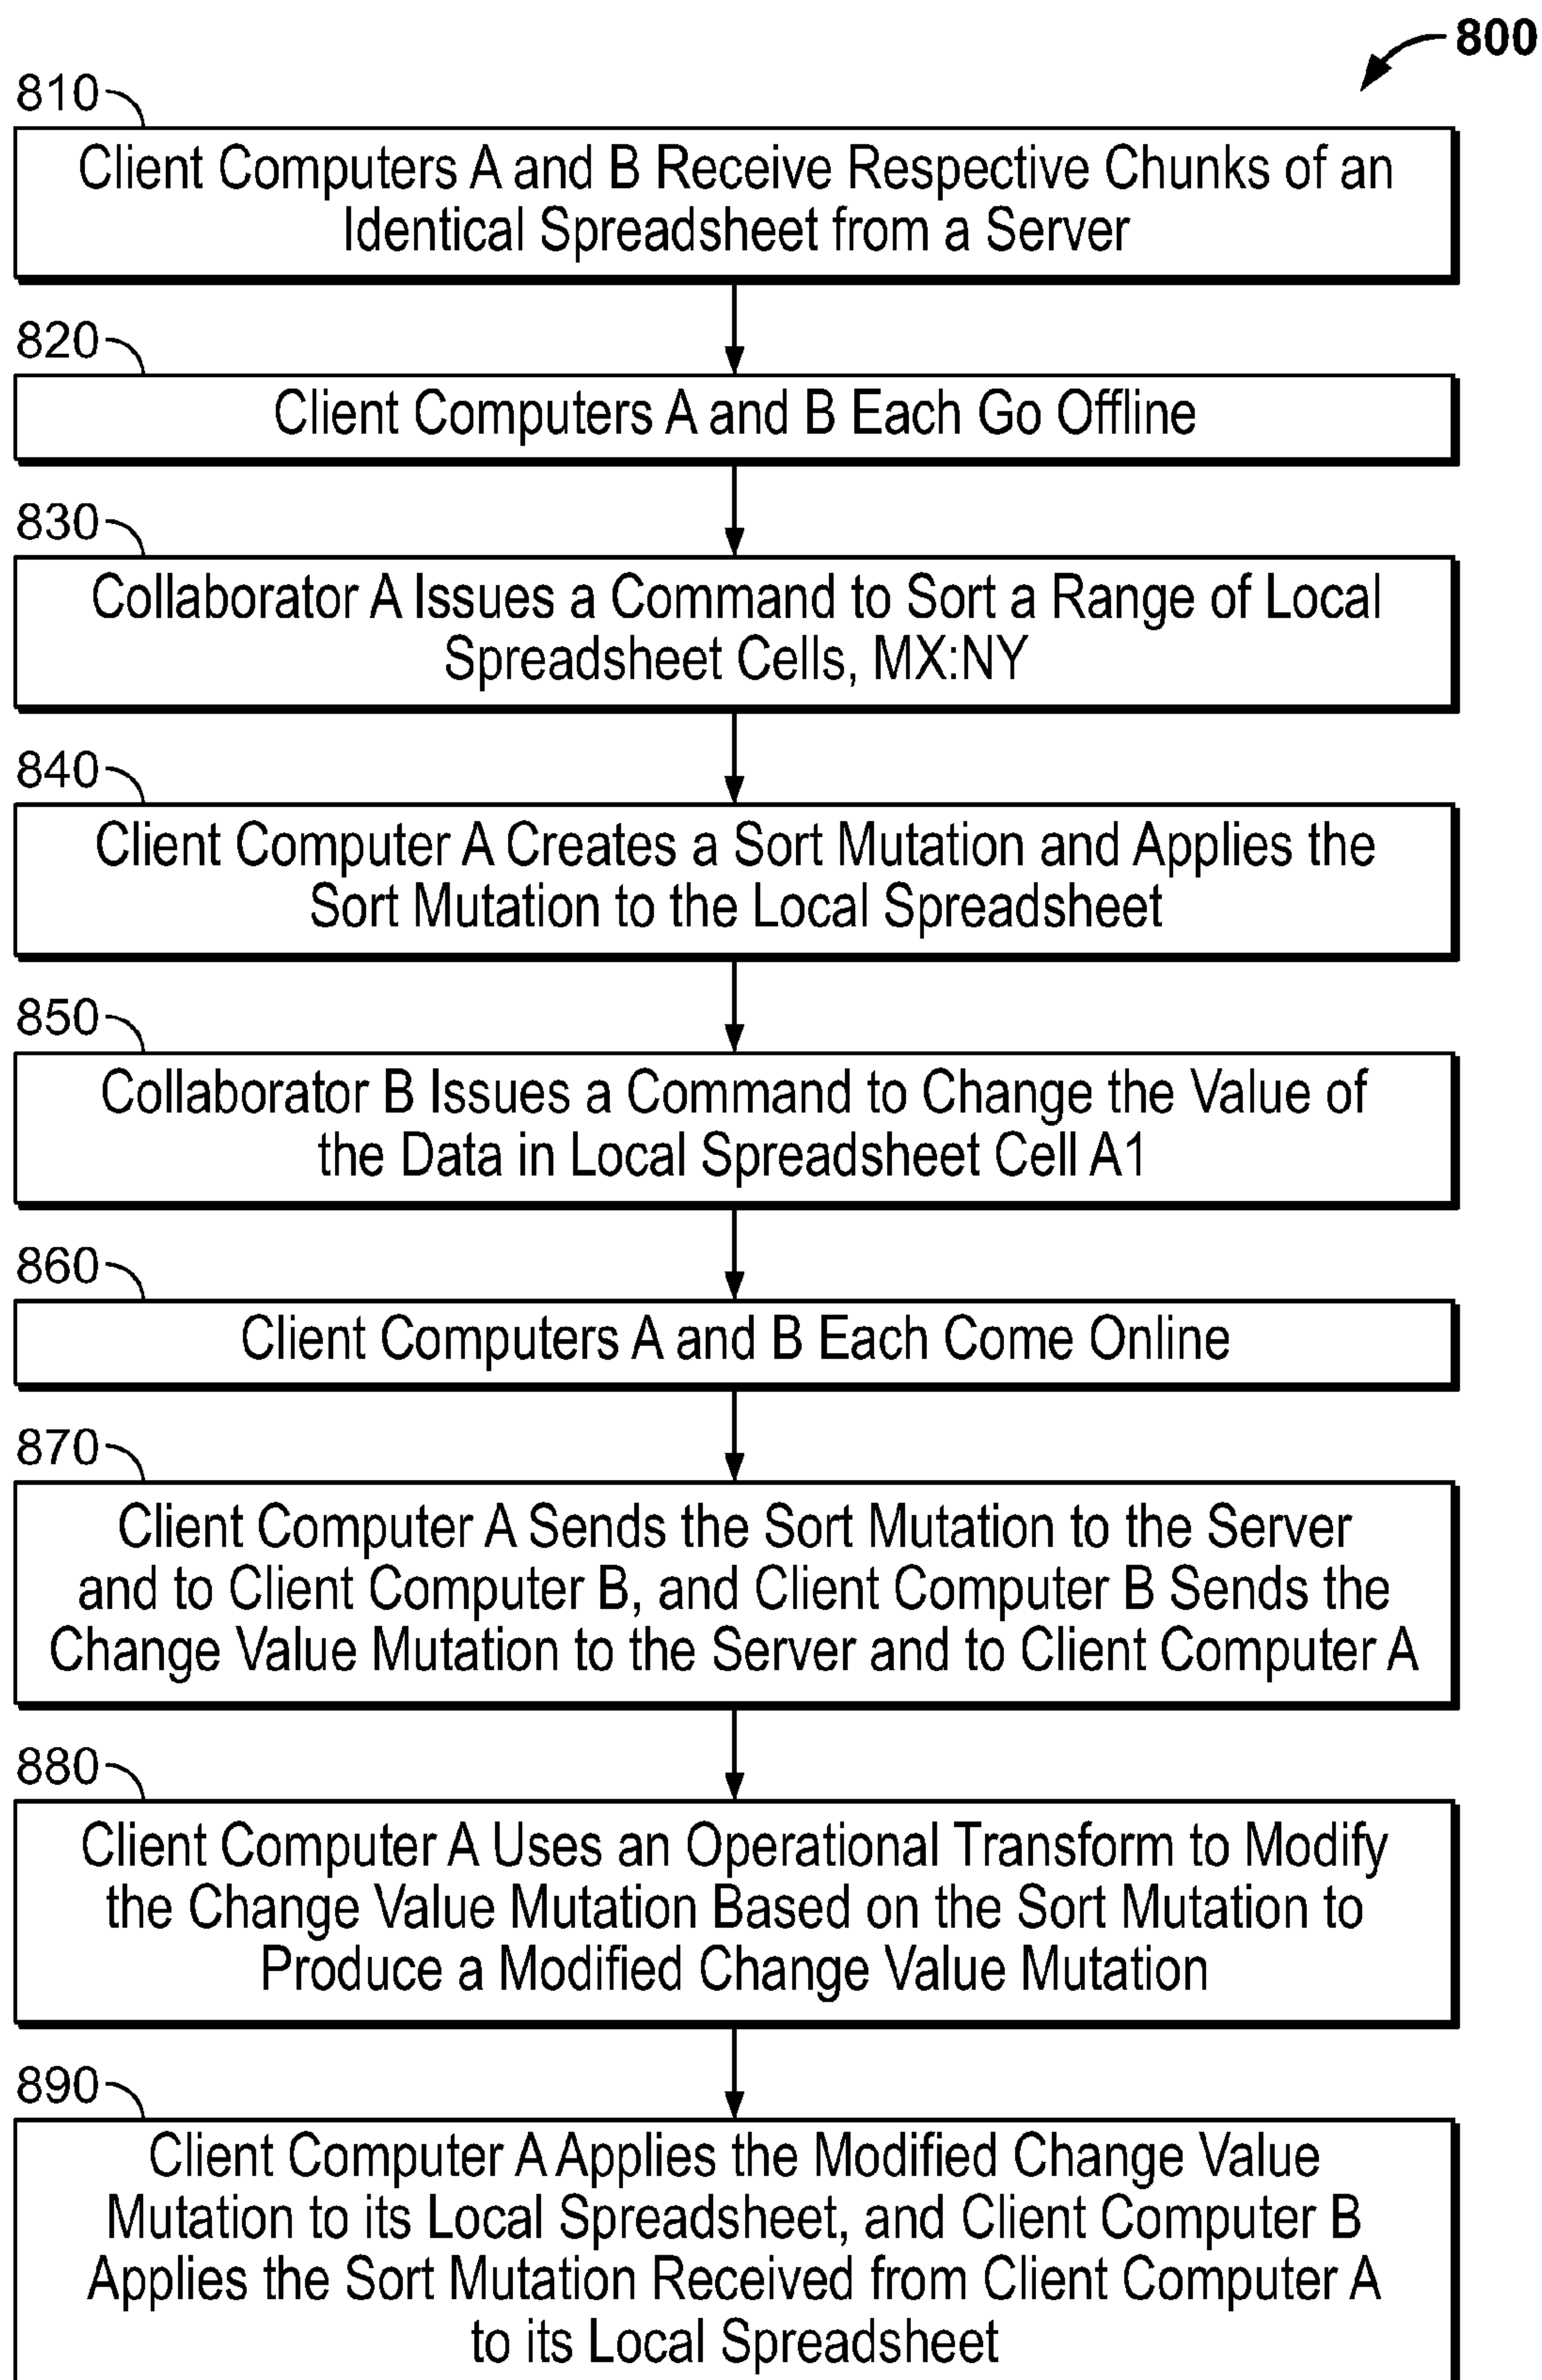 800
810
Client Computers A and B Receive Respective Chunks of an
Identical Spreadsheet from a Server
820
Client Computers A and B Each Go Offline
830
Collaborator A Issues a Command to Sort a Range of Local
Spreadsheet Cells, MX:NY
840
Client Computer A Creates a Sort Mutation and Applies the
Sort Mutation to the Local Spreadsheet
850
Collaborator B Issues a Command to Change the Value of
the Data in Local Spreadsheet Cell A1
860
Client Computers A and B Each Come Online
870
Client Computer A Sends the Sort Mutation to the Server
and to Client Computer B, and Client Computer B Sends the
Change Value Mutation to the Server and to Client Computer A
880
Client Computer A Uses an Operational Transform to Modify
the Change Value Mutation Based on the Sort Mutation to
Produce a Modified Change Value Mutation
890
Client Computer A Applies the Modified Change Value
Mutation to its Local Spreadsheet, and Client Computer B
Applies the Sort Mutation Received from Client Computer A
to its Local Spreadsheet